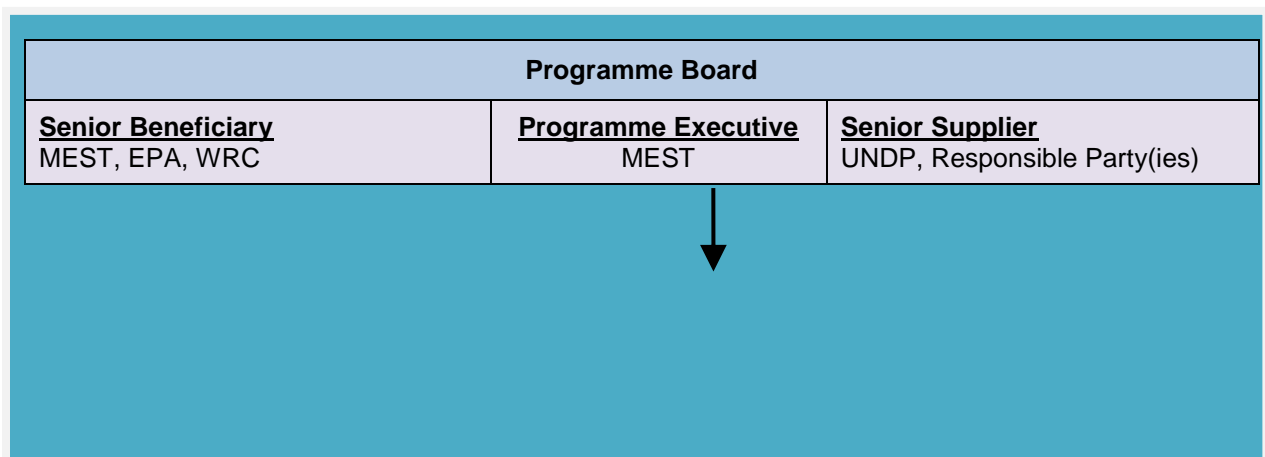 Programme Board
Senior Beneficiary
MEST, EPA, WRC
Programme Executive
MEST
Senior Supplier
UNDP, Responsible Party(ies)